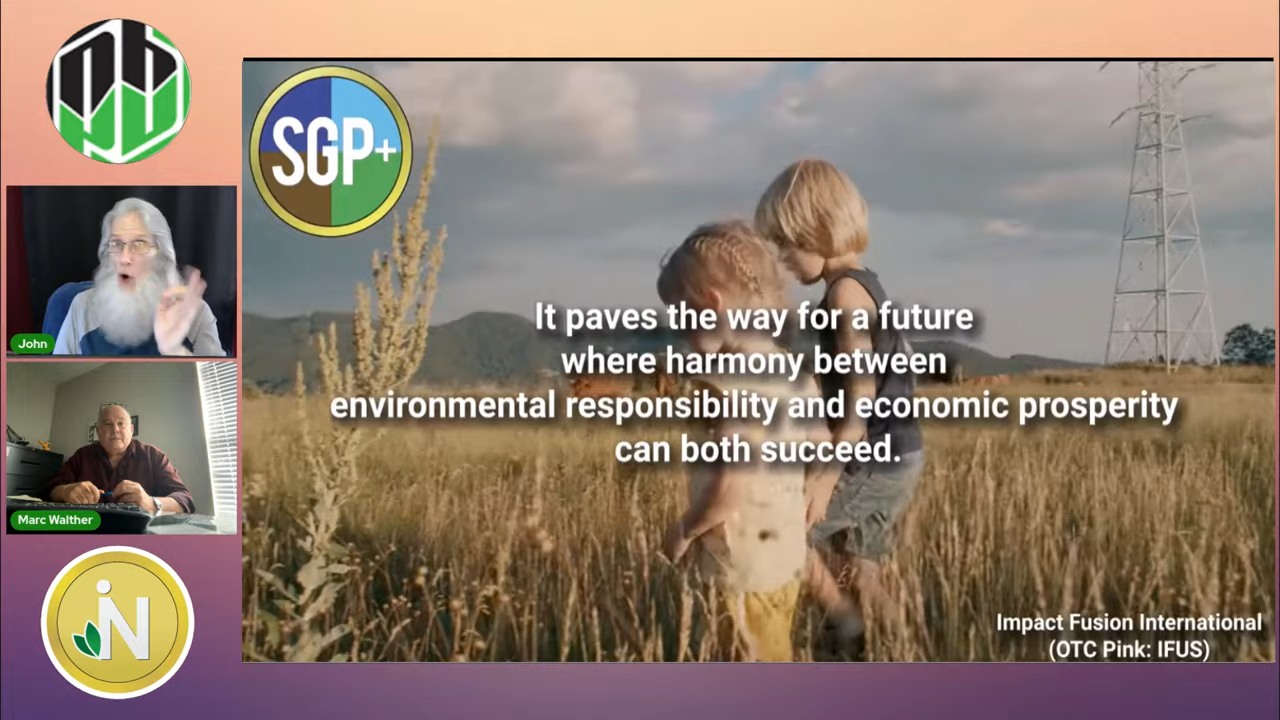 SGP+
John
Marc Walther
iN
It paves the way for a future
where harmony between
environmental responsibility and economic prosperity
can both succeed.
Impact Fusion International
(OTC Pink: IFUS)